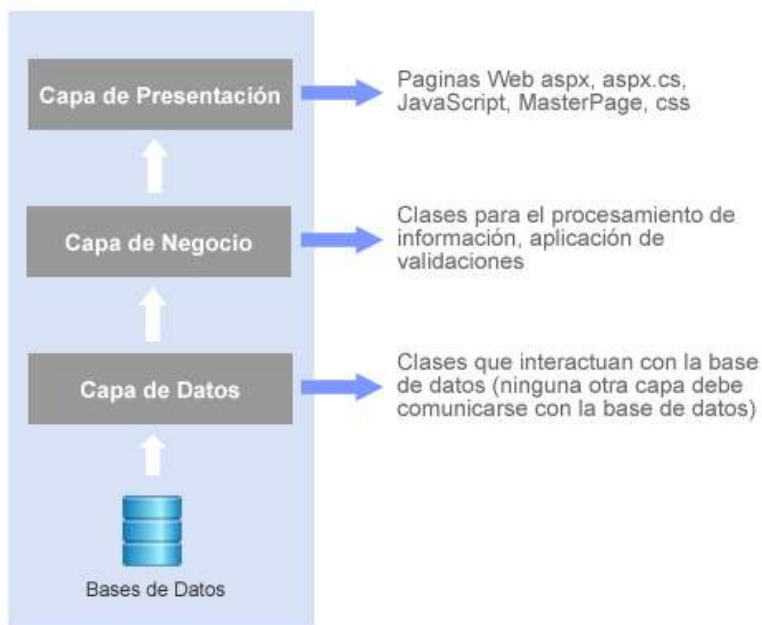 Capa de Presentación
Paginas Web aspx, aspx.cs,
JavaScript, MasterPage, css
Capa de Negocio
Clases para el procesamiento de
información, aplicación de
validaciones
Capa de Datos
Clases que interactuan con la base
de datos (ninguna otra capa debe
comunicarse con la base de datos)
Bases de Datos